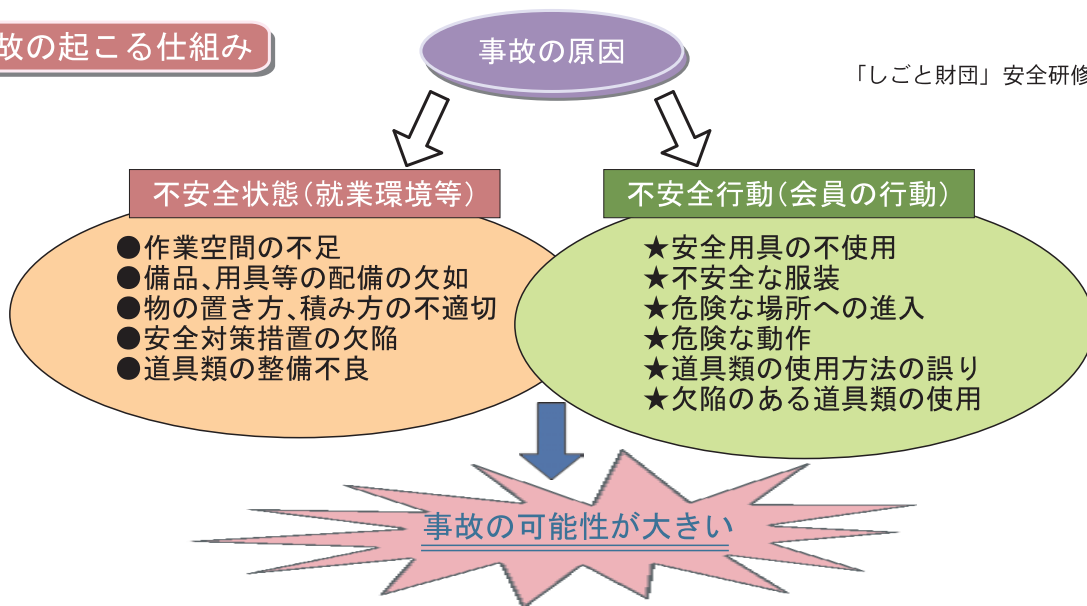 故の起こる仕組み
事故の原因
「しごと財団」安全研修
不安全状態(就業環境等)
●作業空間の不足
●備品、用具等の配備の欠如
●物の置き方、積み方の不適切
●安全対策措置の欠陥
●道具類の整備不良
不安全行動(会員の行動)
★安全用具の不使用
★不安全な服装
★危険な場所への進入
★危険な動作
★道具類の使用方法の誤り
★欠陥のある道具類の使用
事故の可能性が大きい